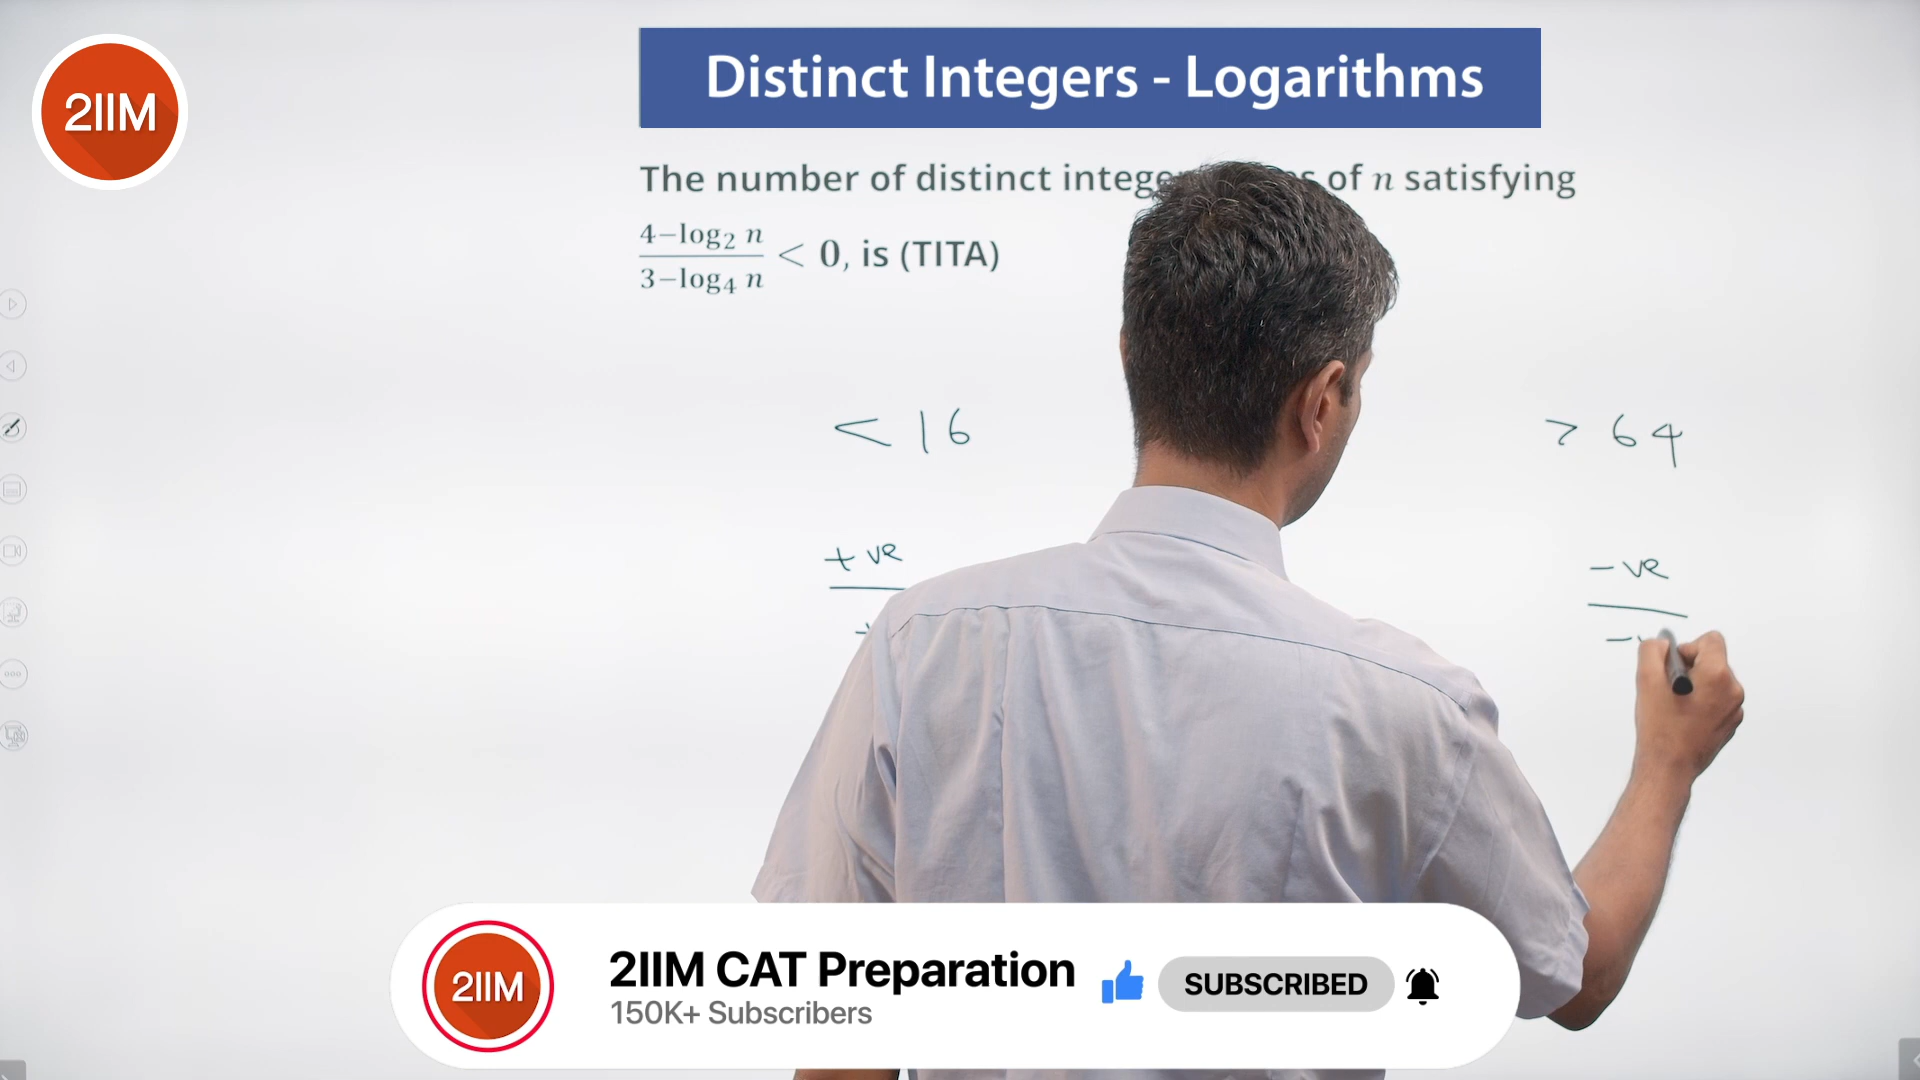 2IIM
Distinct Integers - Logarithms
The number of distinct of n satisfying
4−log₂ n
3−log₄ n
< 0, is (TITA)
< 16
> 64
+ ve
- ve
2IIM
2IIM CAT Preparation
150K+ Subscribers
SUBSCRIBED